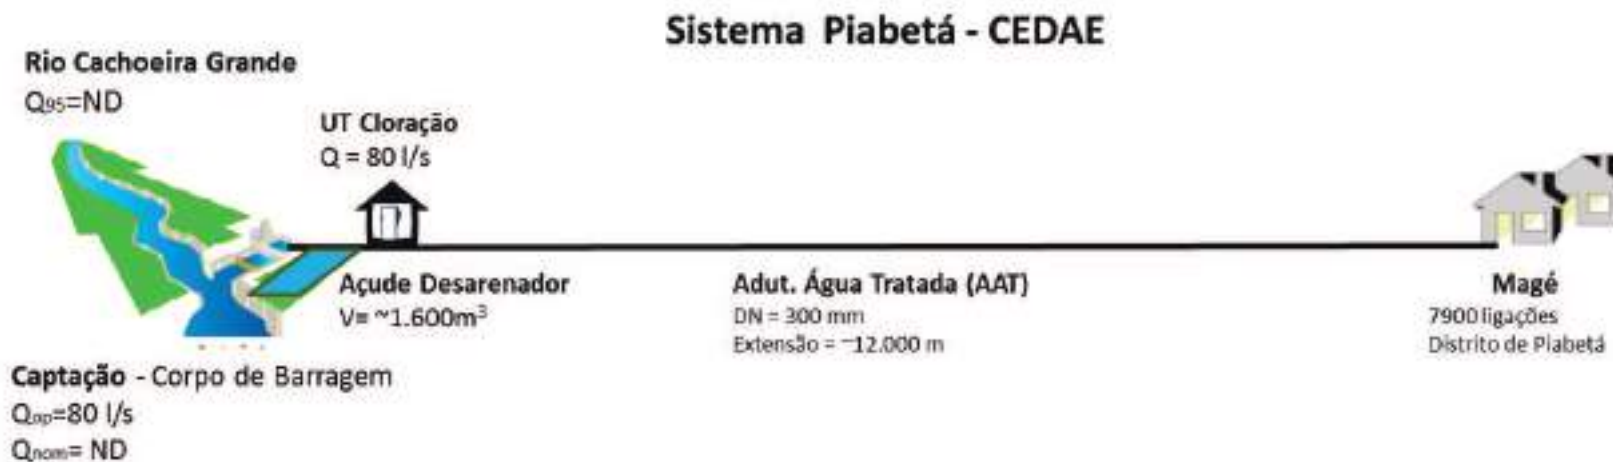 Sistema Piabetá - CEDAE
Rio Cachoeira Grande
Q95=ND
UT Cloração
Q = 80 l/s
Açude Desarenador
V= ~1.600m³
Adut. Água Tratada (AAT)
DN = 300 mm
Extensão = ~12.000 m
Magé
7900 ligações
Distrito de Piabetá
Captação - Corpo de Barragem
Qop=80 l/s
Qnom= ND